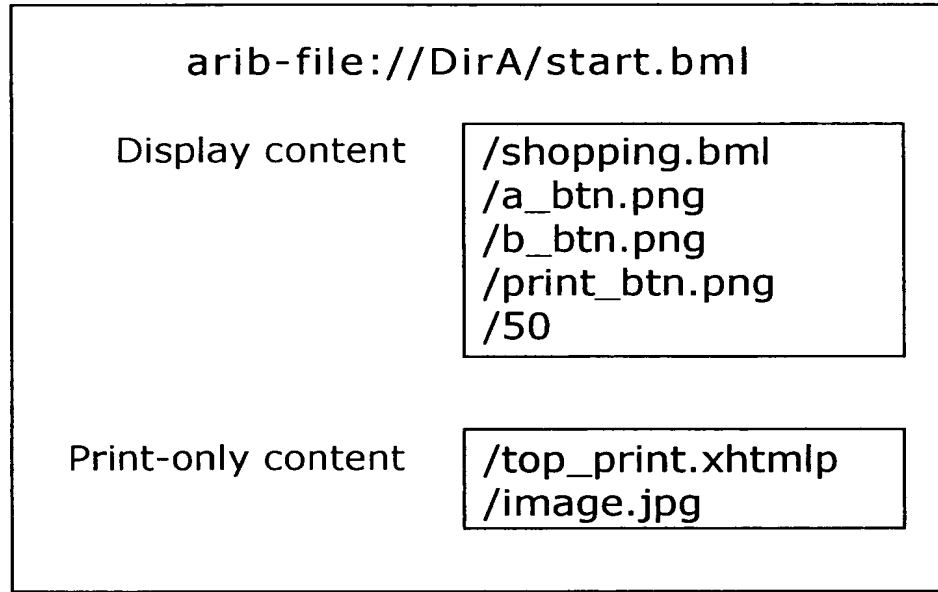 arib-file://DirA/start.bml
Display content
/shopping.bml
/a_btn.png
/b_btn.png
/print_btn.png
/50
Print-only content
/top_print.xhtmlp
/image.jpg